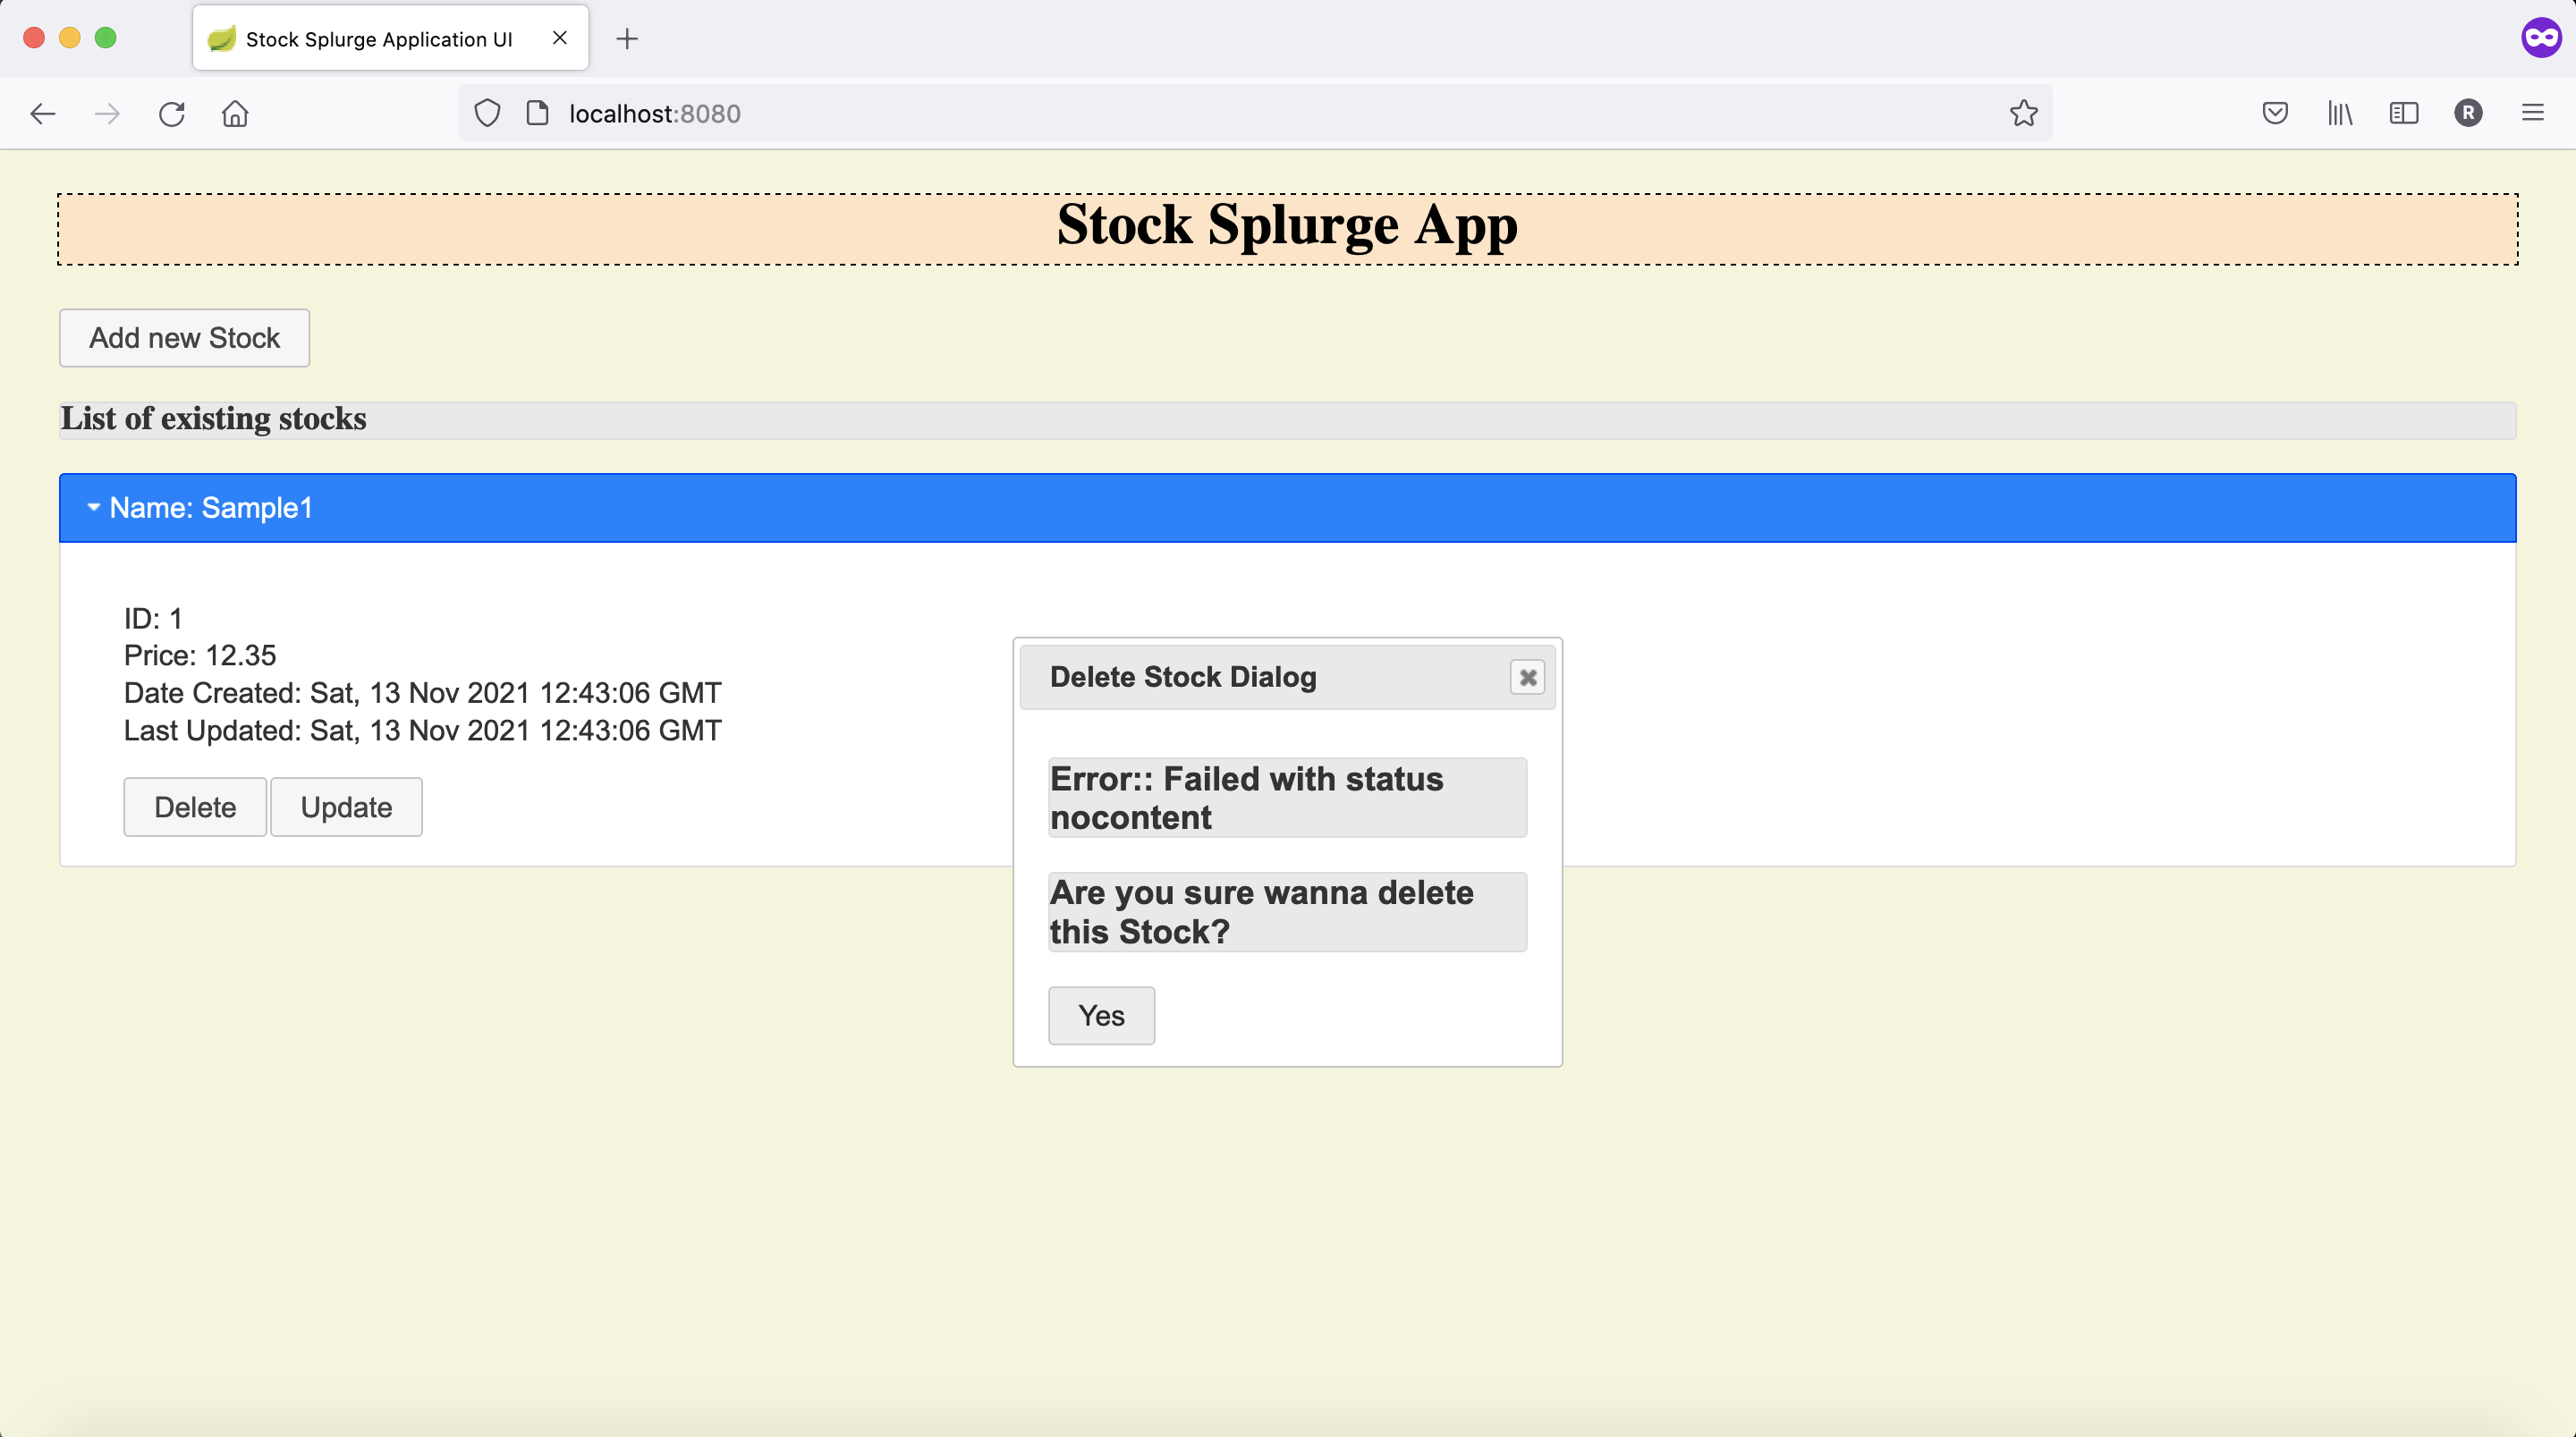 Stock Splurge Application UI
localhost:8080
R
Stock Splurge App
Add new Stock
List of existing stocks
Name: Sample1
ID: 1
Price: 12.35
Date Created: Sat, 13 Nov 2021 12:43:06 GMT
Last Updated: Sat, 13 Nov 2021 12:43:06 GMT
Delete Update
Delete Stock Dialog
Error:: Failed with status
nocontent
Are you sure wanna delete
this Stock?
Yes